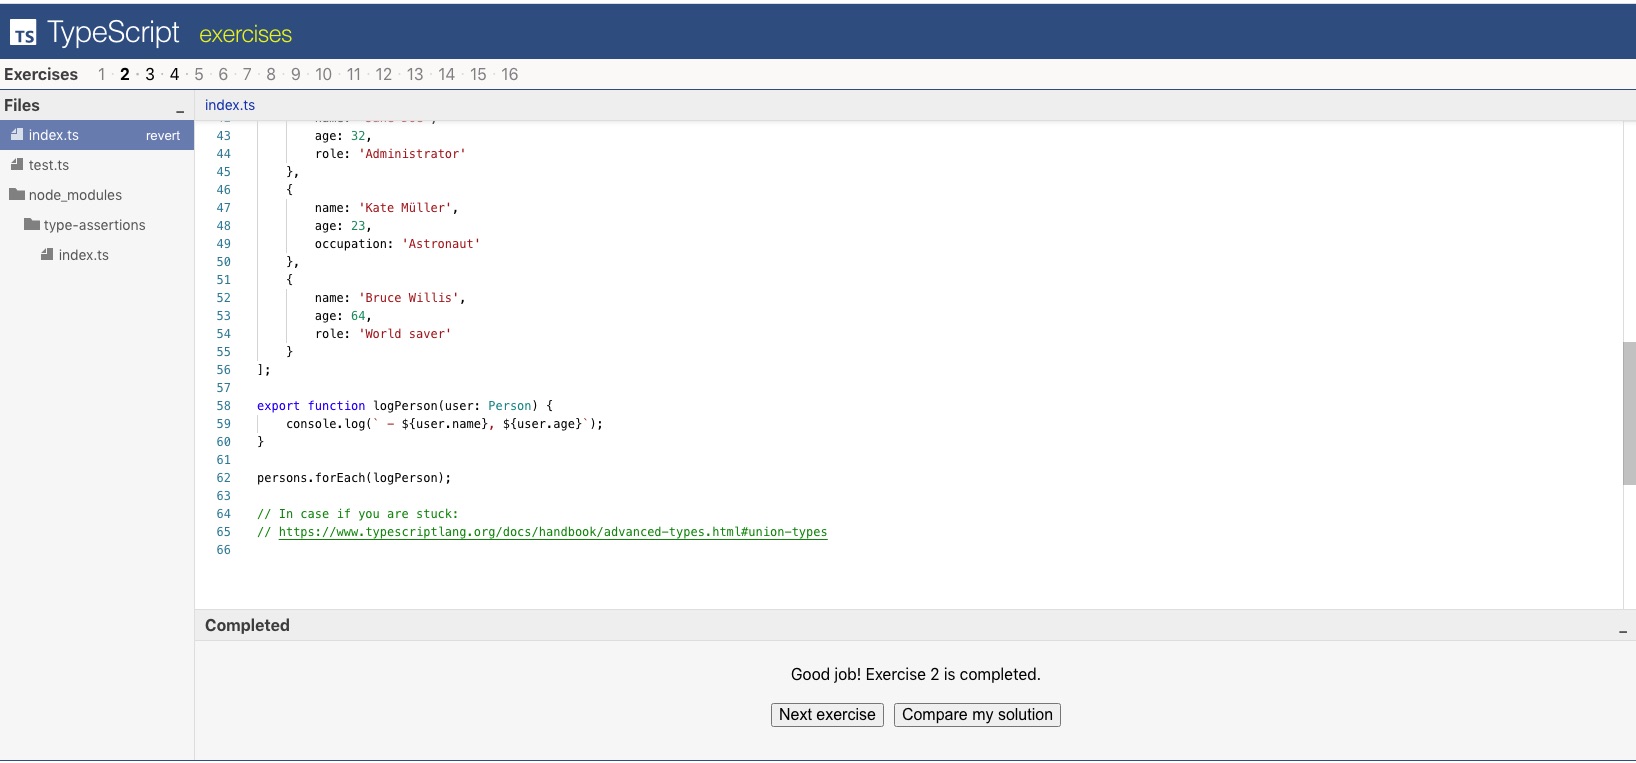 TS TypeScript exercises
Exercises 1 · 2 · 3 · 4 · 5 · 6 · 7 · 8 · 9 · 10 · 11 · 12 · 13 · 14 · 15 · 16
Files _
index.ts revert
test.ts
node_modules
type-assertions
index.ts
index.ts
43 age: 32,
44 role: 'Administrator'
45 },
46 {
47 name: 'Kate Müller',
48 age: 23,
49 occupation: 'Astronaut'
50 },
51 {
52 name: 'Bruce Willis',
53 age: 64,
54 role: 'World saver'
55 }
56 ];
57
58 export function logPerson(user: Person) {
59 console.log(` - ${user.name}, ${user.age}`);
60 }
61
62 persons.forEach(logPerson);
63
64 // In case if you are stuck:
65 // https://www.typescriptlang.org/docs/handbook/advanced-types.html#union-types
66
Completed _
Good job! Exercise 2 is completed.
Next exercise Compare my solution